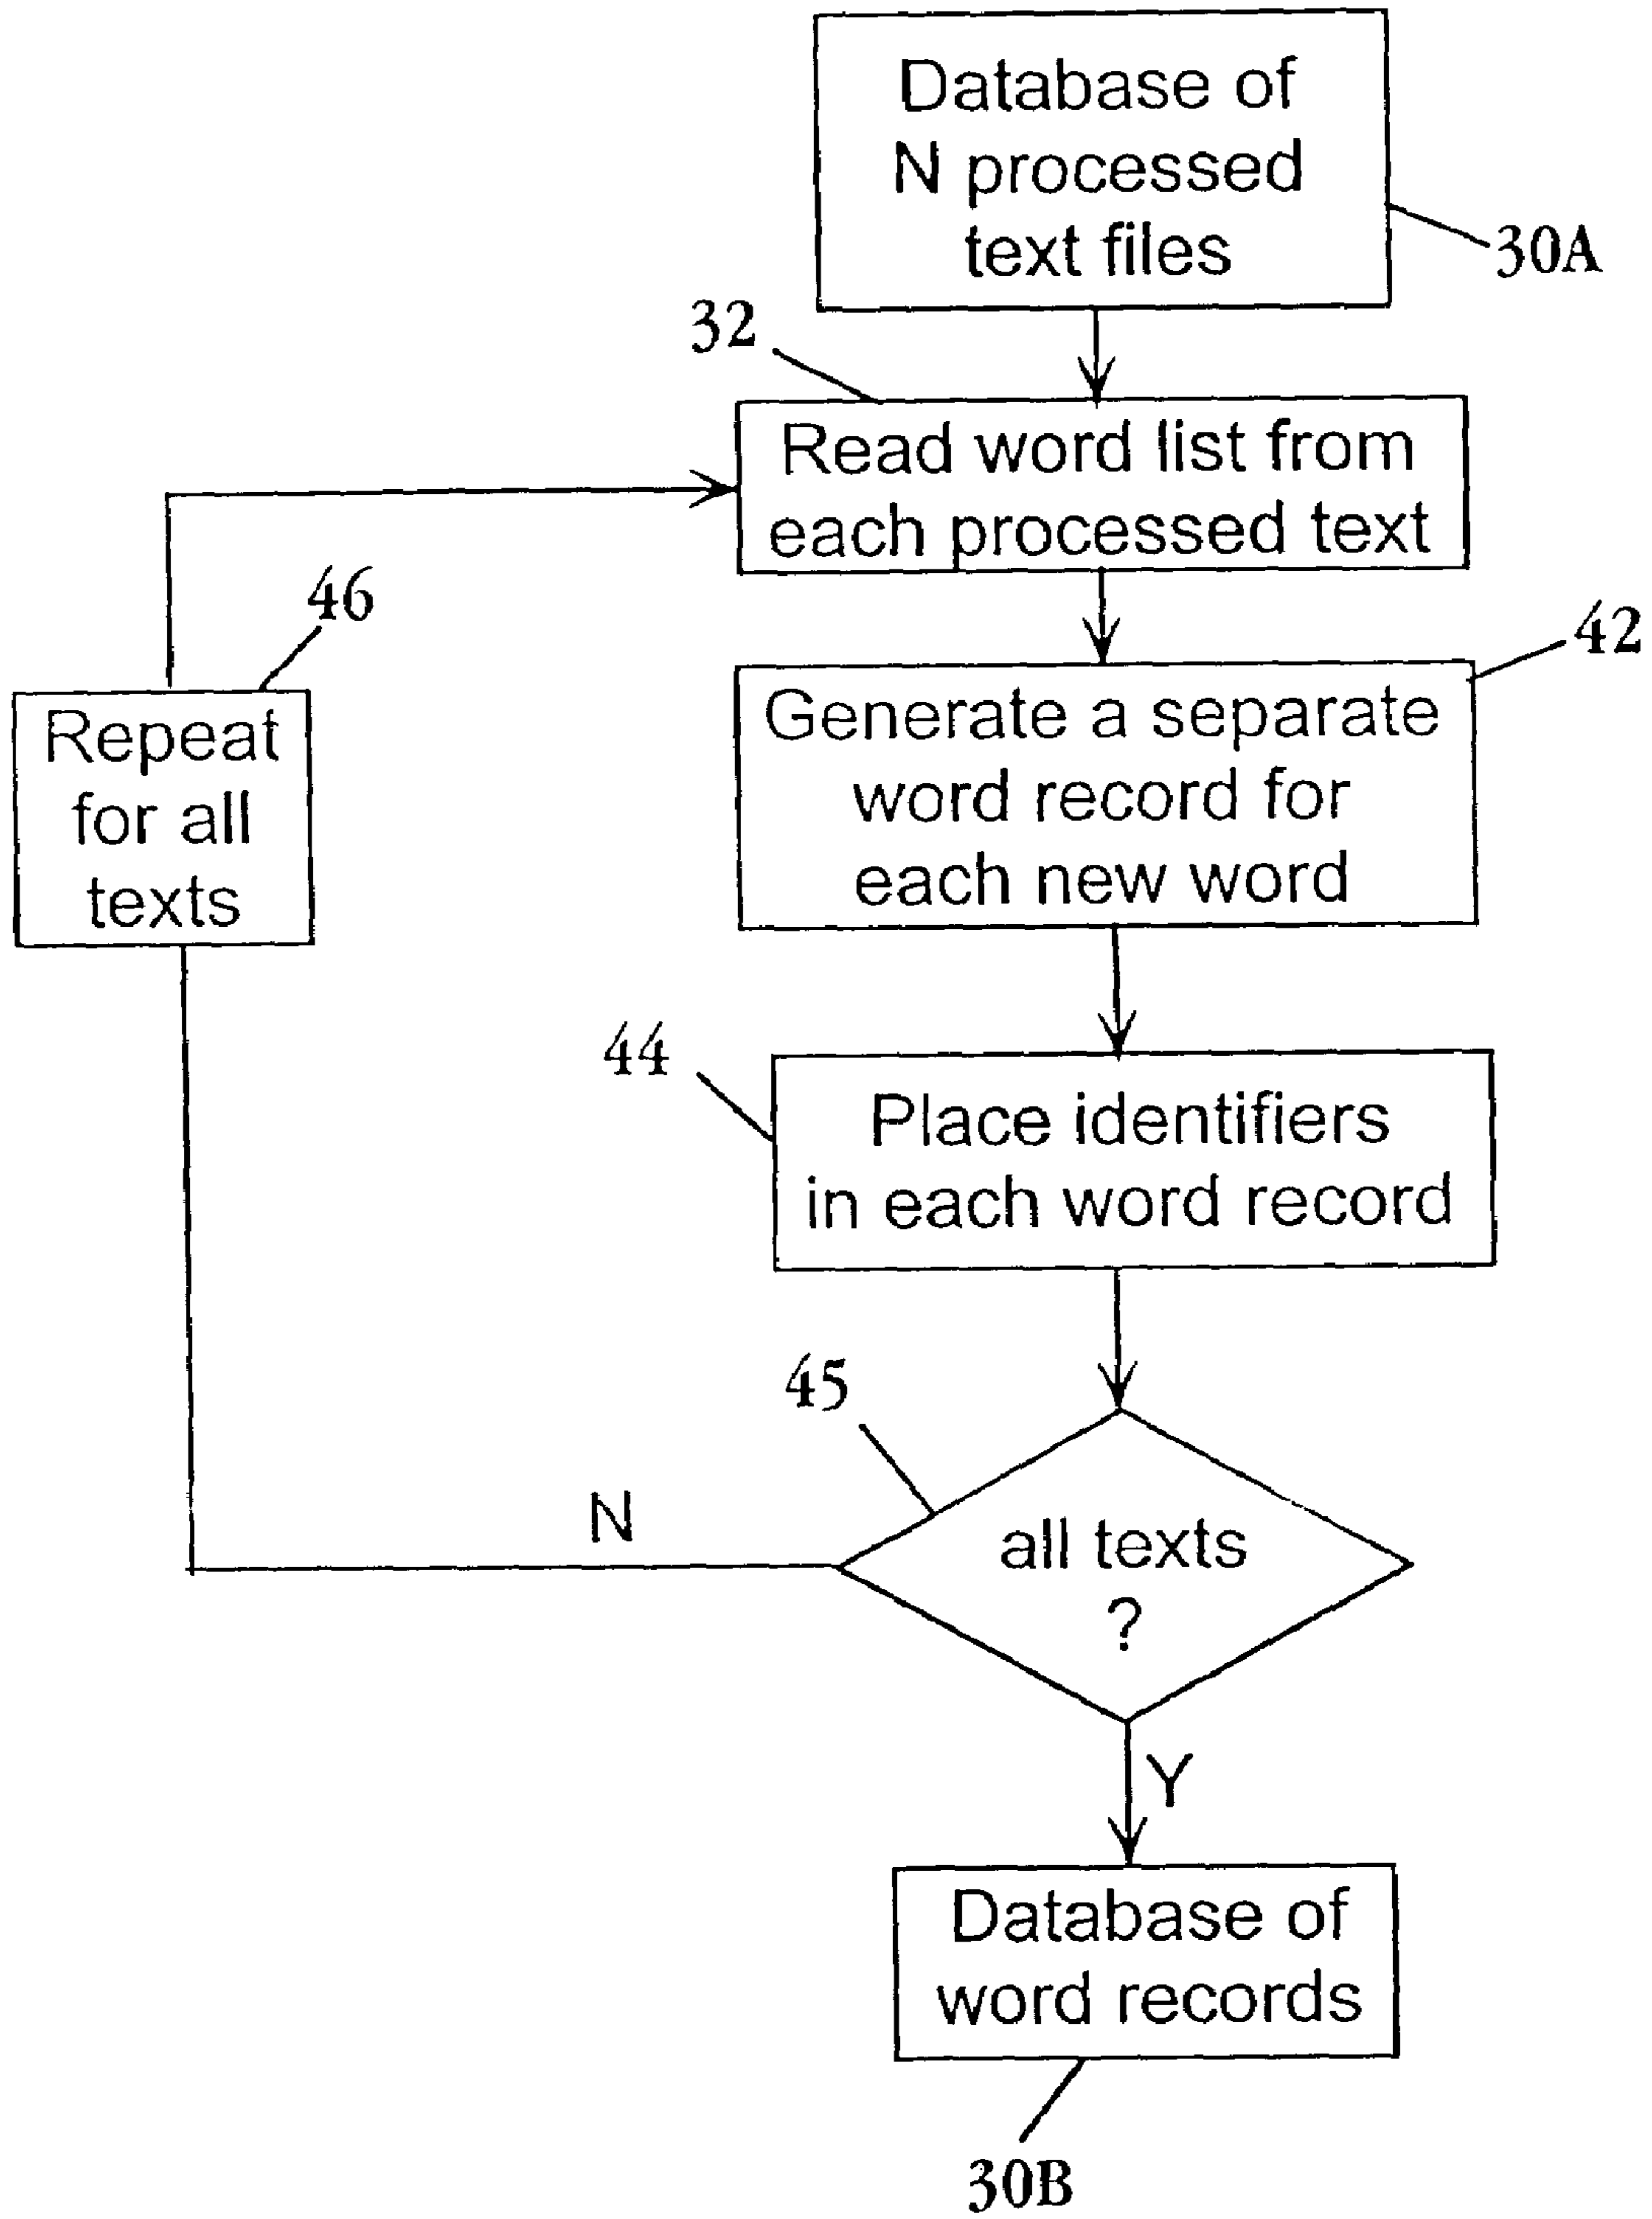 Database of
N processed
text files
30A
32
Read word list from
each processed text
46
Repeat
for all
texts
42
Generate a separate
word record for
each new word
44
Place identifiers
in each word record
45
all texts
?
N
Y
Database of
word records
30B